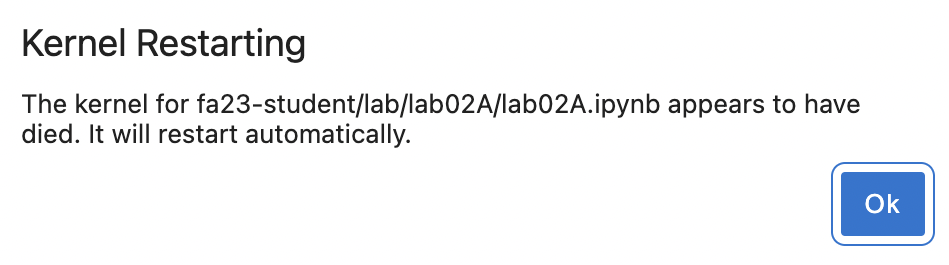 Kernel Restarting
The kernel for fa23-student/lab/lab02A/lab02A.ipynb appears to have
died. It will restart automatically.
Ok